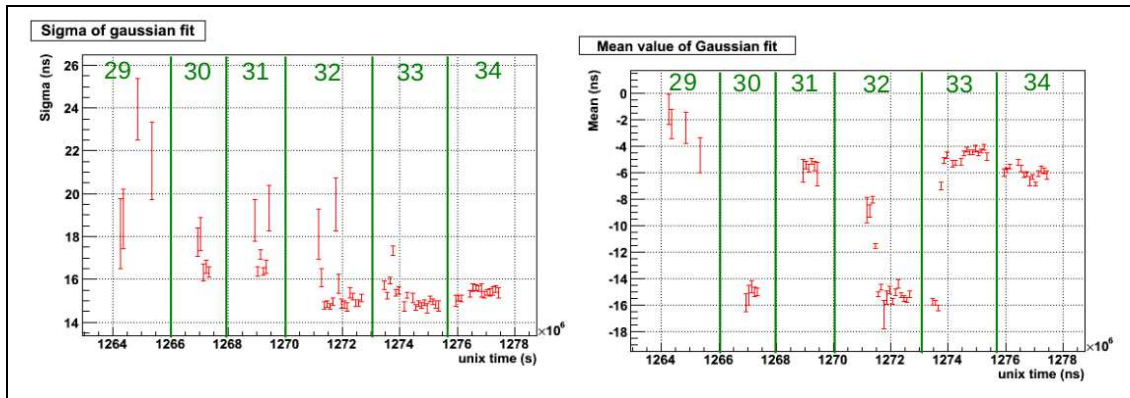 Sigma of gaussian fit
Sigma (ns)
26
24
22
20
18
16
14
29 30 31 32 33 34
1264 1266 1268 1270 1272 1274 1276 1278
×10⁶
unix time (s)
Mean value of Gaussian fit
Mean (ns)
0
-2
-4
-6
-8
-10
-12
-14
-16
-18
29 30 31 32 33 34
1264 1266 1268 1270 1272 1274 1276 1278
×10⁶
unix time (ns)